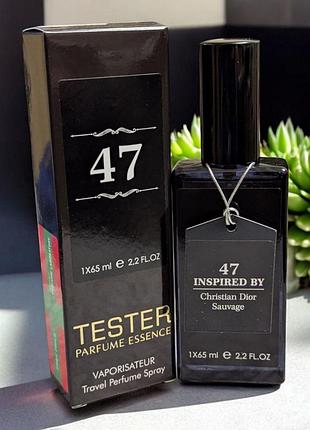 47
1X65 ml e 2.2 FL.OZ
TESTER
PARFUME ESSENCE
VAPORISATEUR
Travel Perfume Spray
47
INSPIRED BY
Christian Dior
Sauvage
1X65 ml e 2.2 FL.OZ